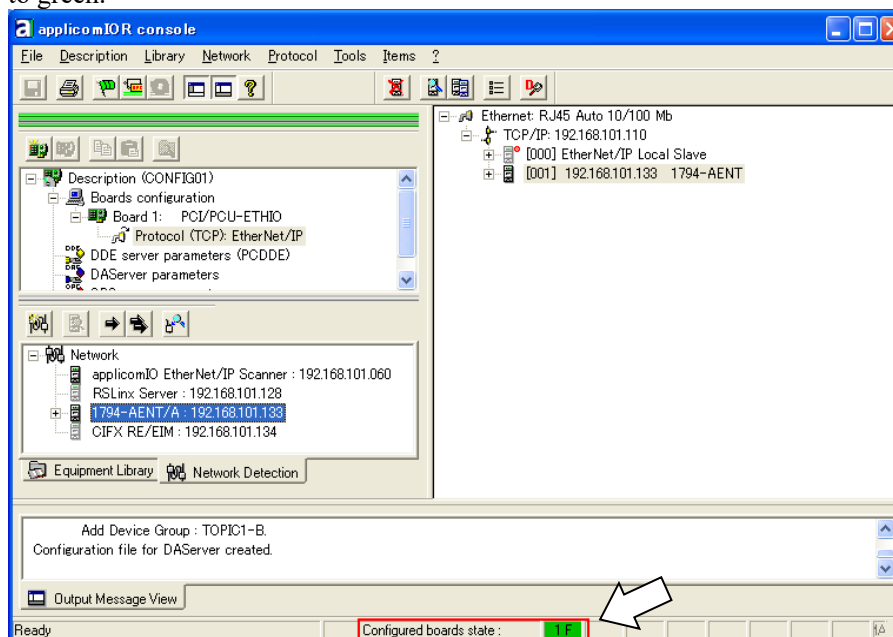 to green.
applicomIOR console
File Description Library Network Protocol Tools Items ?
Description (CONFIG01)
Boards configuration
Board 1: PCI/PCU-ETHIO
Protocol (TCP): EtherNet/IP
DDE server parameters (PCDDE)
DAServer parameters
Network
applicomIO EtherNet/IP Scanner : 192.168.101.060
RSLinx Server : 192.168.101.128
1794-AENT/A : 192.168.101.133
CIFX RE/EIM : 192.168.101.134
Equipment Library Network Detection
Ethernet: RJ45 Auto 10/100 Mb
TCP/IP: 192.168.101.110
[000] EtherNet/IP Local Slave
[001] 192.168.101.133 1794-AENT
Add Device Group : TOPIC1-B.
Configuration file for DAServer created.
Output Message View
Ready Configured boards state : 1 F